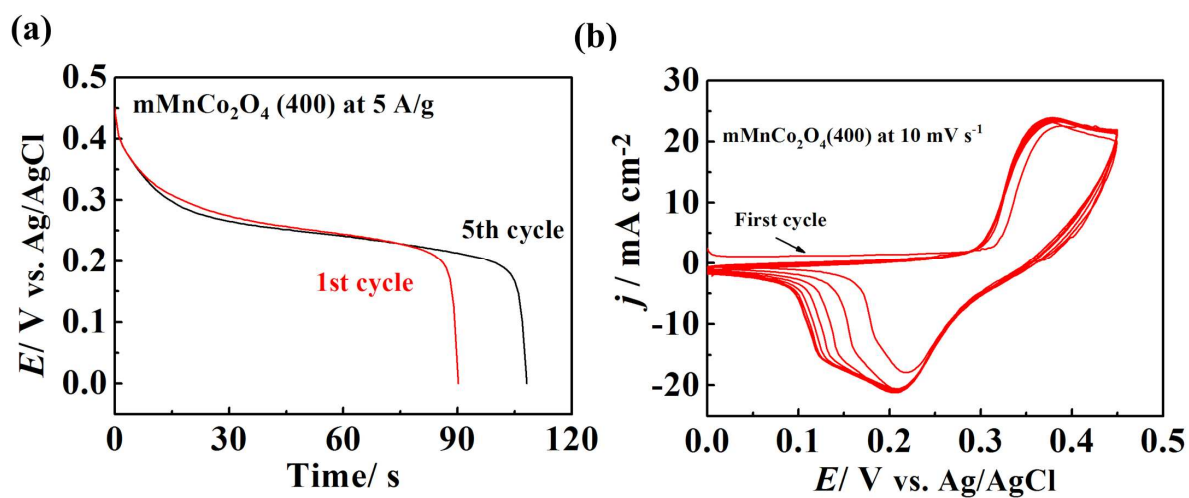 (a)
0.5
0.4
0.3
0.2
0.1
0.0
E/ V vs. Ag/AgCl
mMnCo₂O₄ (400) at 5 A/g
5th cycle
1st cycle
0 30 60 90 120
Time/ s
(b)
30
20
10
0
-10
-20
j / mA cm⁻²
mMnCo₂O₄(400) at 10 mV s⁻¹
First cycle
0.0 0.1 0.2 0.3 0.4 0.5
E/ V vs. Ag/AgCl